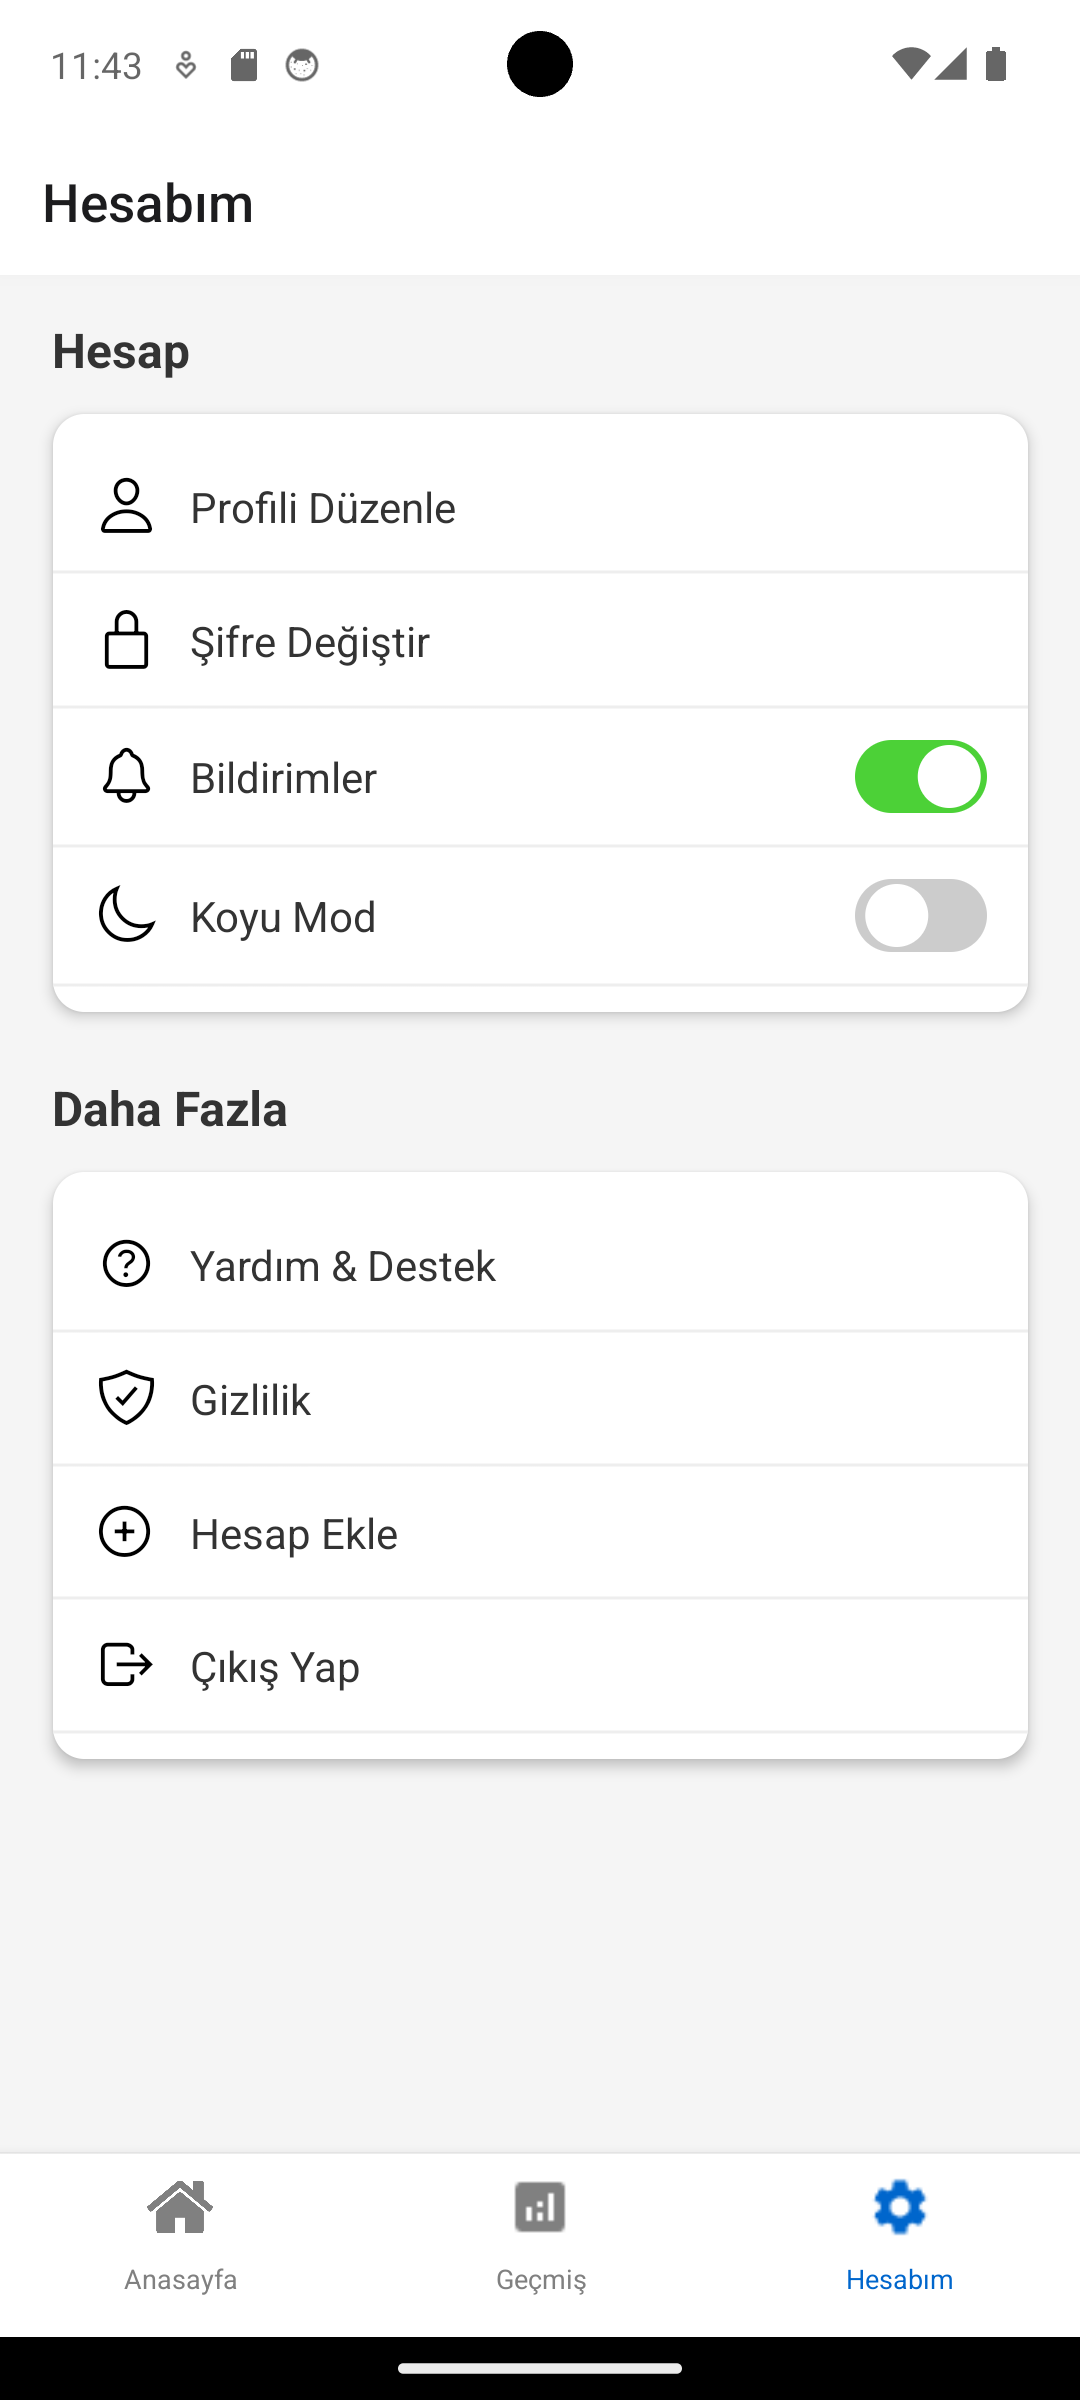 11:43
Hesabım
Hesap
Profili Düzenle
Şifre Değiştir
Bildirimler
Koyu Mod
Daha Fazla
Yardım & Destek
Gizlilik
Hesap Ekle
Çıkış Yap
Anasayfa
Geçmiş
Hesabım